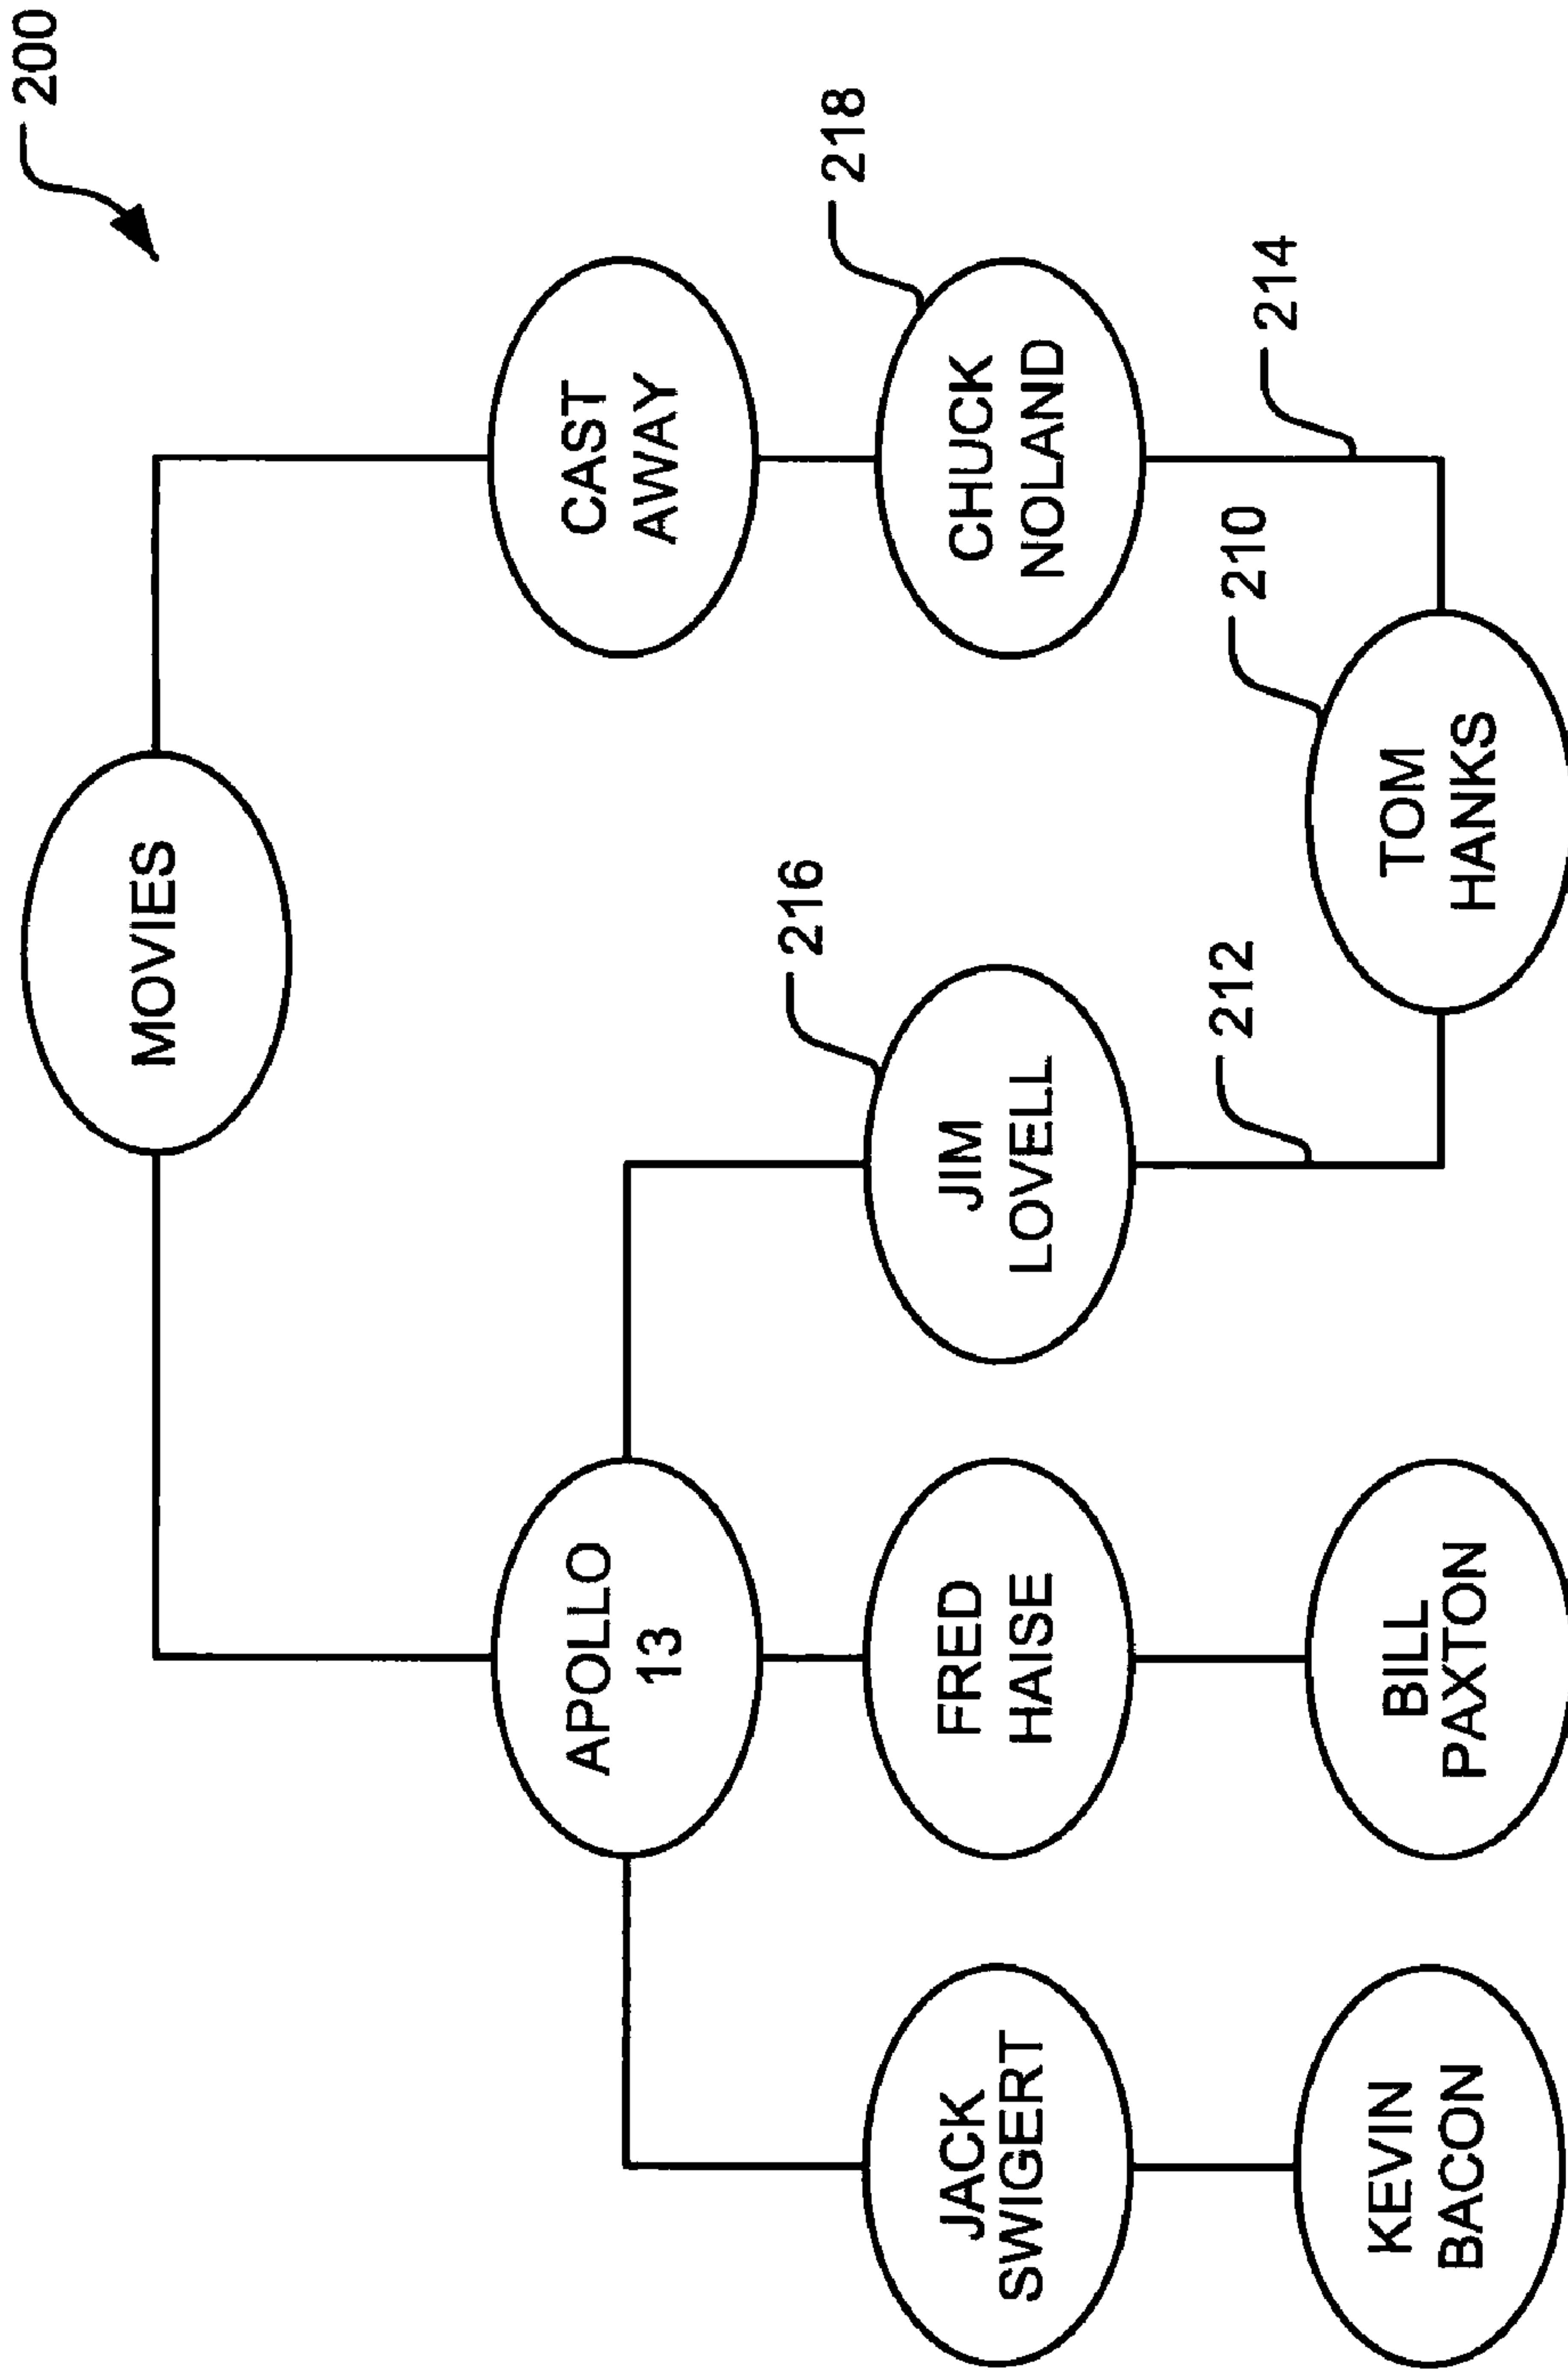 200
MOVIES
APOLLO
13
CAST
AWAY
JACK
SWIGERT
FRED
HAISE
JIM
LOVELL
216
CHUCK
NOLAND
218
KEVIN
BACON
BILL
PAXTON
212
TOM
HANKS
210
214